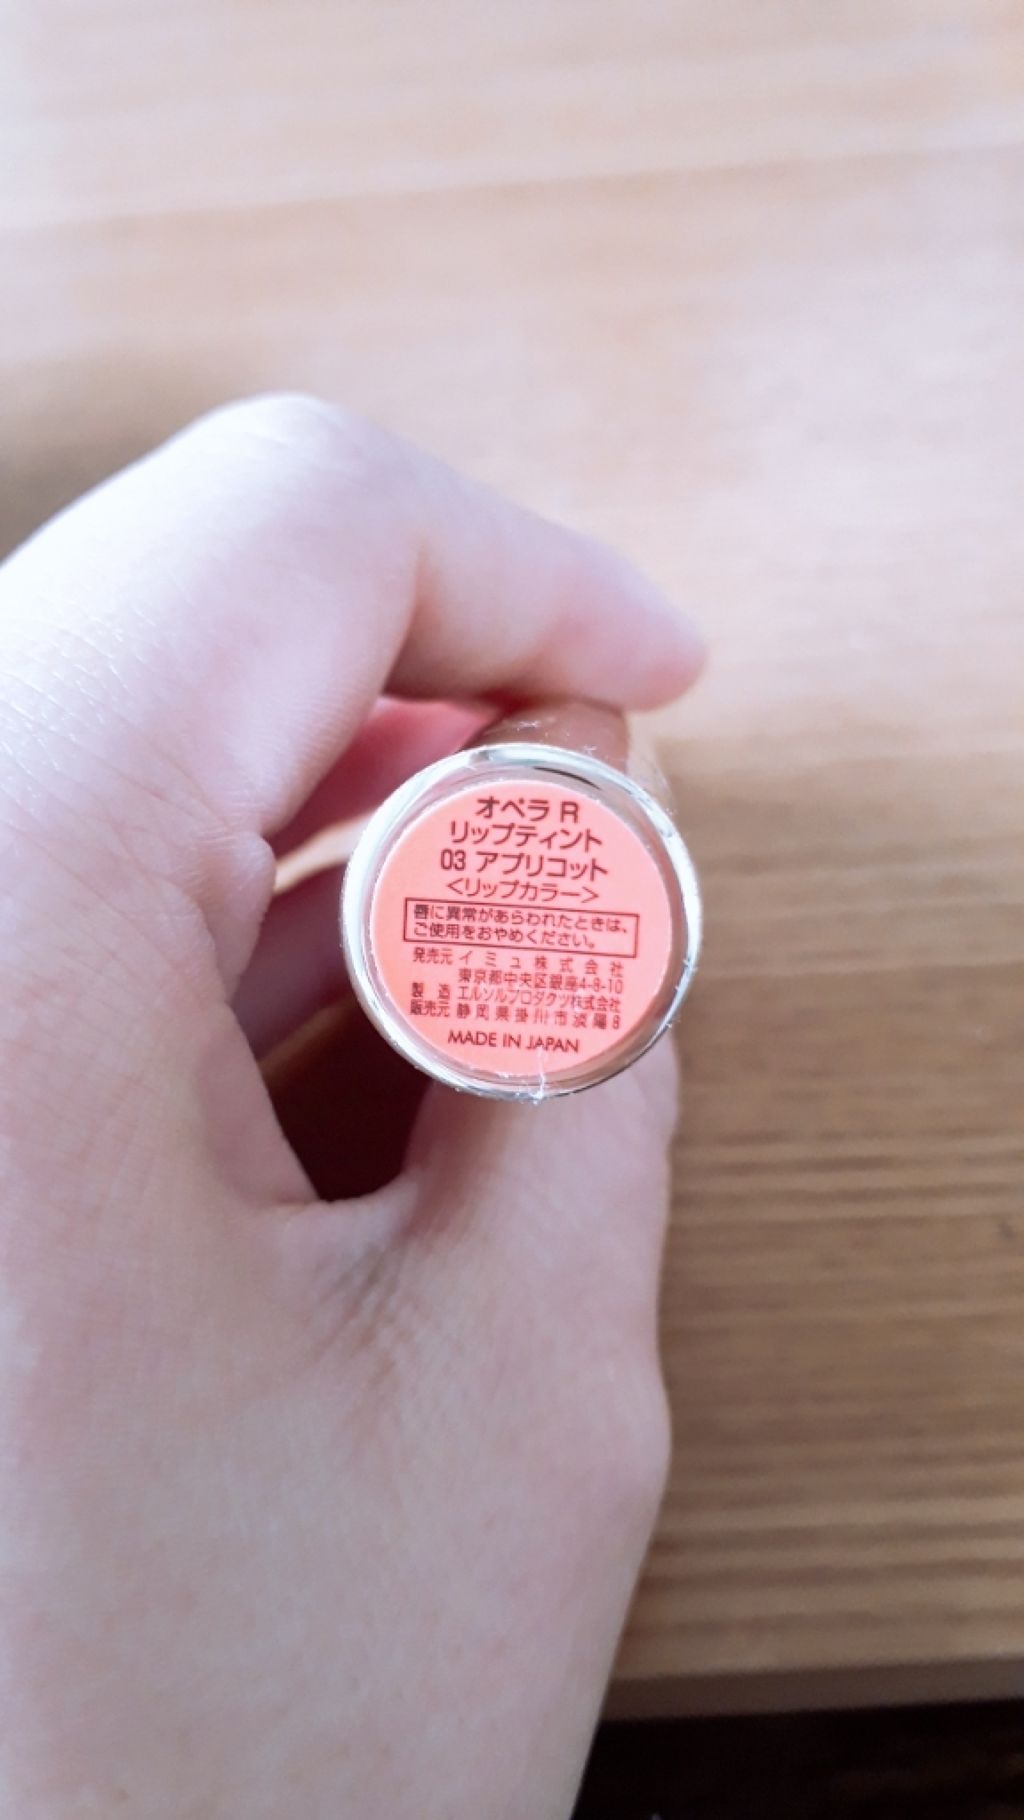 オペラ R
リップティント
03 アプリコット
<リップカラー>
唇に異常があらわれたときは、
ご使用をおやめください。
発売元 イミュ株式会社
東京都中央区銀座4-8-10
製造 エルソルプロダクツ株式会社
販売元 静岡県掛川市淡陽8
MADE IN JAPAN